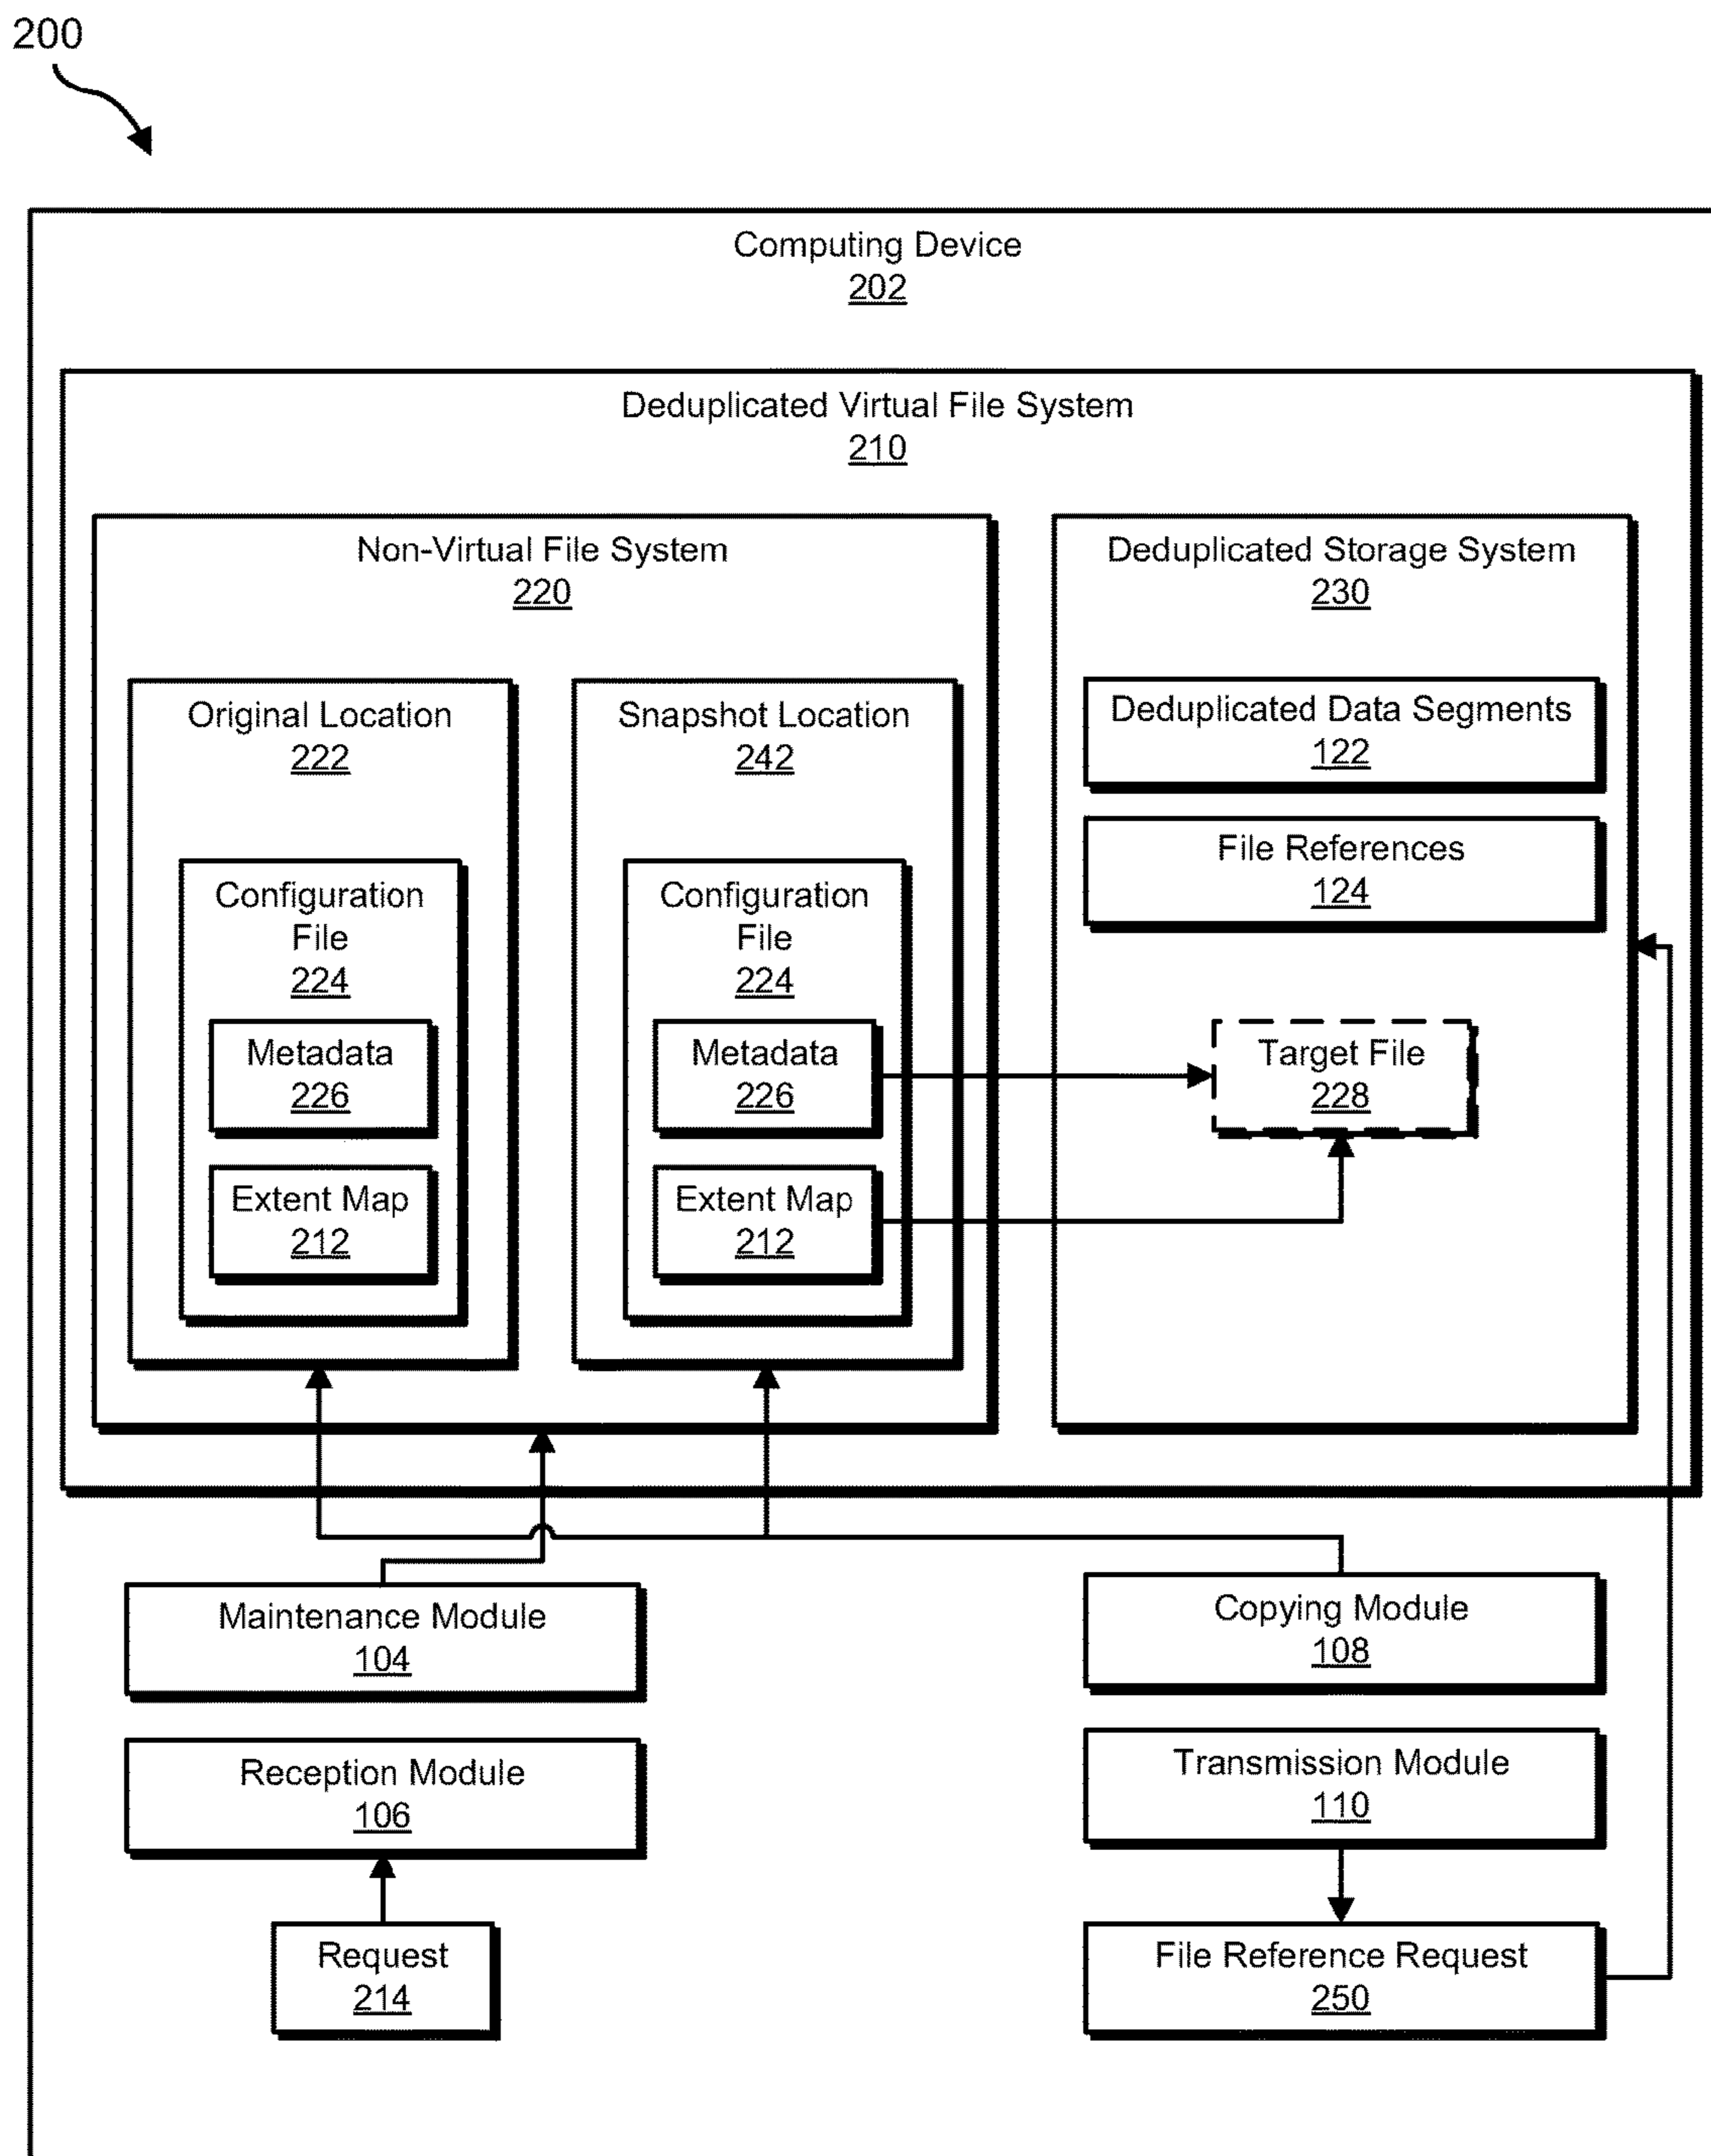 200
Computing Device
202
Deduplicated Virtual File System
210
Non-Virtual File System
220
Original Location
222
Configuration
File
224
Metadata
226
Extent Map
212
Snapshot Location
242
Configuration
File
224
Metadata
226
Extent Map
212
Deduplicated Storage System
230
Deduplicated Data Segments
122
File References
124
Target File
228
Maintenance Module
104
Reception Module
106
Request
214
Copying Module
108
Transmission Module
110
File Reference Request
250